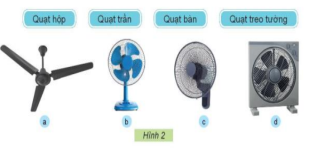 Quạt hộp
Quạt trần
Quạt bàn
Quạt treo tường
a
b
c
d
Hình 2